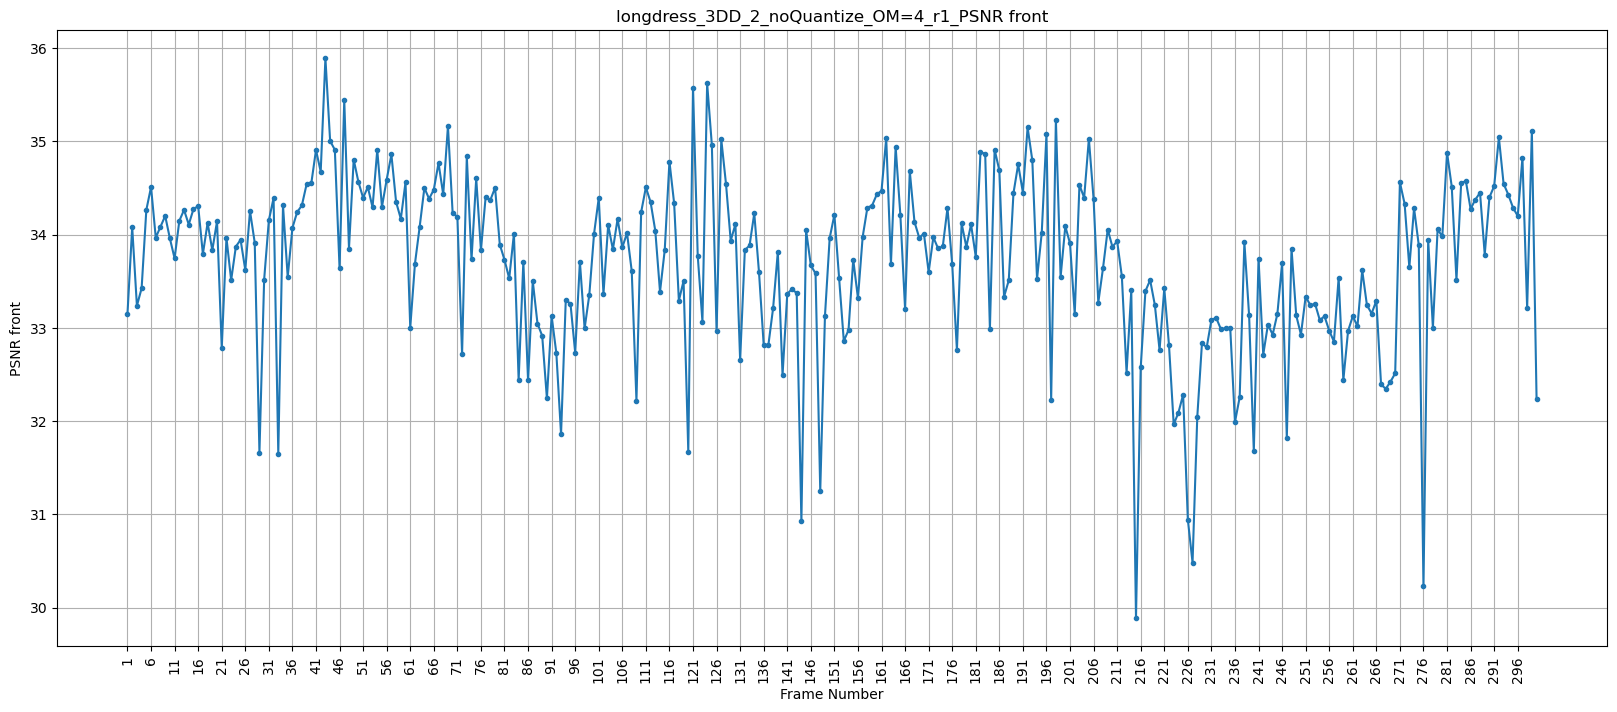 longdress_3DD_2_noQuantize_OM=4_r1_PSNR front
36
35
34
33
32
31
30
PSNR front
1 6 11 16 21 26 31 36 41 46 51 56 61 66 71 76 81 86 91 96 101 106 111 116 121 126 131 136 141 146 151 156 161 166 171 176 181 186 191 196 201 206 211 216 221 226 231 236 241 246 251 256 261 266 271 276 281 286 291 296
Frame Number